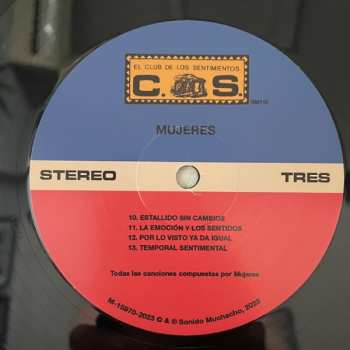 EL CLUB DE LOS SENTIMIENTOS
C. S.
MUJERES
STEREO
TRES
10. ESTALLIDO SIN CAMBIOS
11. LA EMOCIÓN Y LOS SENTIDOS
12. POR LO VISTO YA DA IGUAL
13. TEMPORAL SENTIMENTAL
Todas las canciones compuestas por Mujeres
M-15970-2023 © & ℗ Sonido Muchacho, 2023